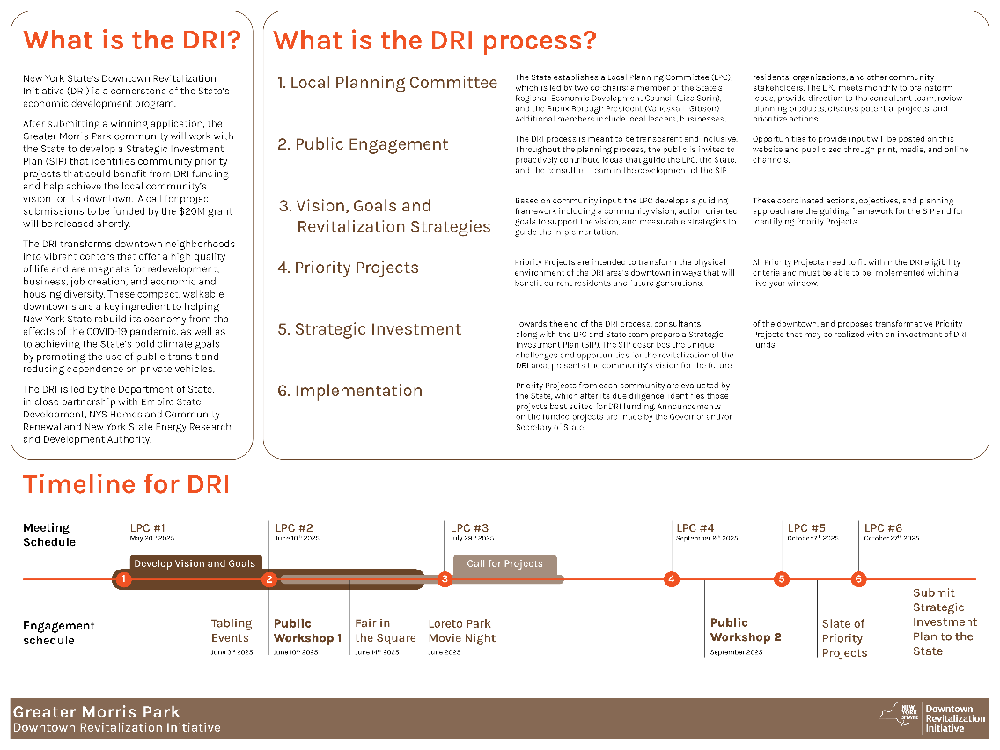 What is the DRI?
New York State's Downtown Revitalization
Initiative (DRI) is a cornerstone of the State's
economic development program.
After submitting a winning application, the
Greater Morris Park community will work with
the State to develop a Strategic Investment
Plan (SIP) that identifies community priority
projects that could benefit from DRI funding
and help achieve the local community's
vision for its downtown. A call for project
submissions to be funded by the $20M grant
will be released shortly.
The DRI transforms downtown neighborhoods
into vibrant centers that offer a high quality
of life and are magnets for redevelopment,
business, job creation, and economic and
housing diversity. These compact, walkable
downtowns are a key ingredient to helping
New York State rebuild its economy from the
effects of the COVID-19 pandemic, as well as
to achieving the State's bold climate goals
by promoting the use of public transit and
reducing dependence on private vehicles.
The DRI is led by the Department of State,
in close partnership with Empire State
Development, NYS Homes and Community
Renewal and New York State Energy Research
and Development Authority.
What is the DRI process?
1. Local Planning Committee
The State establishes a Local Planning Committee (LPC),
which is led by two co-chairs: a member of the State's
Regional Economic Development Council (Lisa Sorin),
and the Bronx Borough President (Vanessa L. Gibson).
Additional members include local leaders, businesses,
residents, organizations, and other community
stakeholders. The LPC meets monthly to brainstorm
ideas, provide direction to the consultant team, review
planning products, discuss potential projects, and
prioritize actions.
2. Public Engagement
The DRI process is meant to be transparent and inclusive.
Throughout the planning process, the public is invited to
proactively contribute ideas that guide the LPC, the State,
and the consultant team in the development of the SIP.
Opportunities to provide input will be posted on this
website and publicized through print, media, and online
channels.
3. Vision, Goals and
Revitalization Strategies
Based on community input, the LPC develops a guiding
framework including a community vision, action-oriented
goals to support the vision, and measurable strategies to
guide the implementation.
These coordinated actions, objectives, and planning
approach are the guiding framework for the SIP and for
identifying Priority Projects.
4. Priority Projects
Priority Projects are intended to transform the physical
environment of the DRI area's downtown in ways that will
benefit current residents and future generations.
All Priority Projects need to fit within the DRI eligibility
criteria and must be able to be implemented within a
five-year window.
5. Strategic Investment
Towards the end of the DRI process, consultants
along with the LPC and State team prepare a Strategic
Investment Plan (SIP). The SIP describes the unique
challenges and opportunities for the revitalization of the
DRI area, presents the community's vision for the future
of the downtown, and proposes transformative Priority
Projects that may be realized with an investment of DRI
funds.
6. Implementation
Priority Projects from each community are evaluated by
the State, which after its due diligence, identifies those
projects best suited for DRI funding. Announcements
on the funded projects are made by the Governor and/or
Secretary of State.
Timeline for DRI
Meeting
Schedule
LPC #1
May 20th 2025
LPC #2
June 10th 2025
LPC #3
July 29th 2025
LPC #4
September 8th 2025
LPC #5
October 7th 2025
LPC #6
October 27th 2025
Develop Vision and Goals
Call for Projects
1 2 3 4 5 6
Engagement
schedule
Tabling
Events
June 3rd 2025
Public
Workshop 1
June 10th 2025
Fair in
the Square
June 14th 2025
Loreto Park
Movie Night
June 2025
Public
Workshop 2
September 2025
Slate of
Priority
Projects
Submit
Strategic
Investment
Plan to the
State
Greater Morris Park
Downtown Revitalization Initiative
NEW
YORK
STATE
Downtown
Revitalization
Initiative